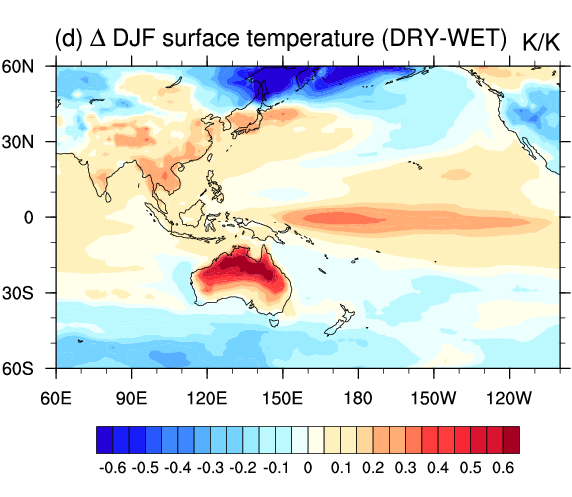 (d) Δ DJF surface temperature (DRY-WET) K/K
60N
30N
0
30S
60S
60E 90E 120E 150E 180 150W 120W
-0.6 -0.5 -0.4 -0.3 -0.2 -0.1 0 0.1 0.2 0.3 0.4 0.5 0.6